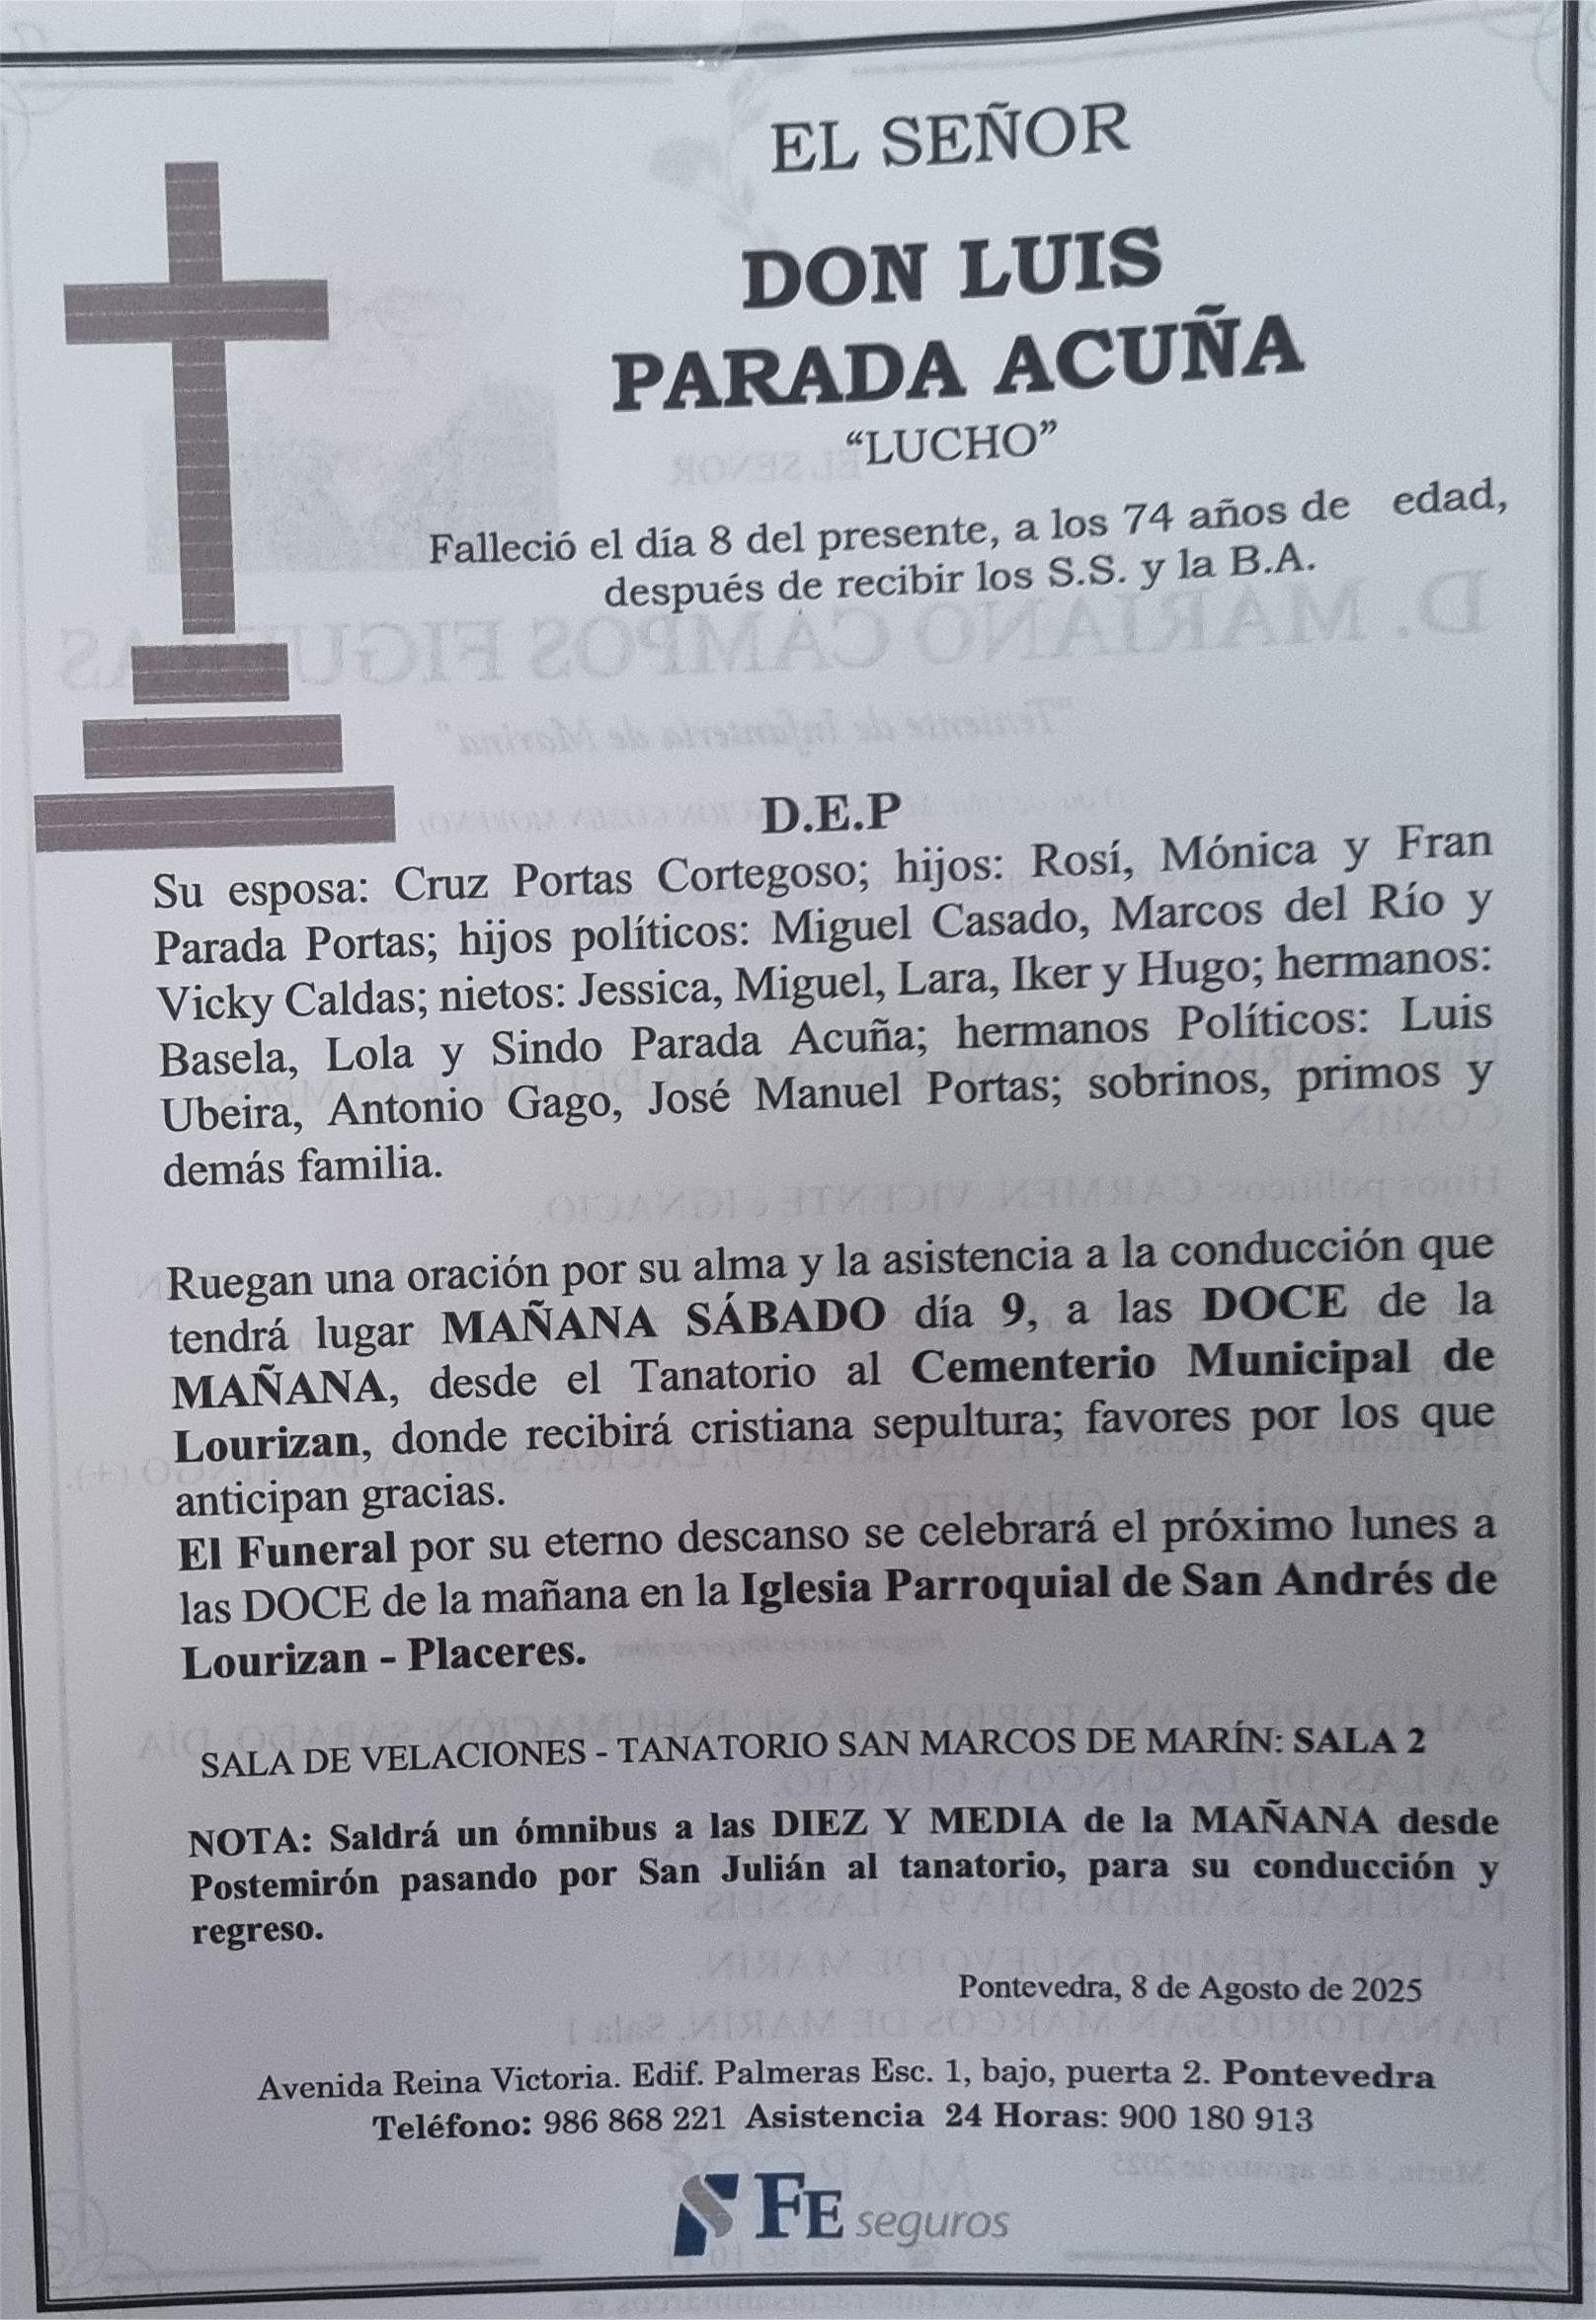 EL SEÑOR
DON LUIS
PARADA ACUÑA
“LUCHO”
Falleció el día 8 del presente, a los 74 años de edad,
después de recibir los S.S. y la B.A.
D.E.P
Su esposa: Cruz Portas Cortegoso; hijos: Rosí, Mónica y Fran
Parada Portas; hijos políticos: Miguel Casado, Marcos del Río y
Vicky Caldas; nietos: Jessica, Miguel, Lara, Iker y Hugo; hermanos:
Basela, Lola y Sindo Parada Acuña; hermanos Políticos: Luis
Ubeira, Antonio Gago, José Manuel Portas; sobrinos, primos y
demás familia.
Ruegan una oración por su alma y la asistencia a la conducción que
tendrá lugar MAÑANA SÁBADO día 9, a las DOCE de la
MAÑANA, desde el Tanatorio al Cementerio Municipal de
Lourizan, donde recibirá cristiana sepultura; favores por los que
anticipan gracias.
El Funeral por su eterno descanso se celebrará el próximo lunes a
las DOCE de la mañana en la Iglesia Parroquial de San Andrés de
Lourizan - Placeres.
SALA DE VELACIONES - TANATORIO SAN MARCOS DE MARÍN: SALA 2
NOTA: Saldrá un ómnibus a las DIEZ Y MEDIA de la MAÑANA desde
Postemirón pasando por San Julián al tanatorio, para su conducción y
regreso.
Pontevedra, 8 de Agosto de 2025
Avenida Reina Victoria. Edif. Palmeras Esc. 1, bajo, puerta 2. Pontevedra
Teléfono: 986 868 221 Asistencia 24 Horas: 900 180 913
FE seguros